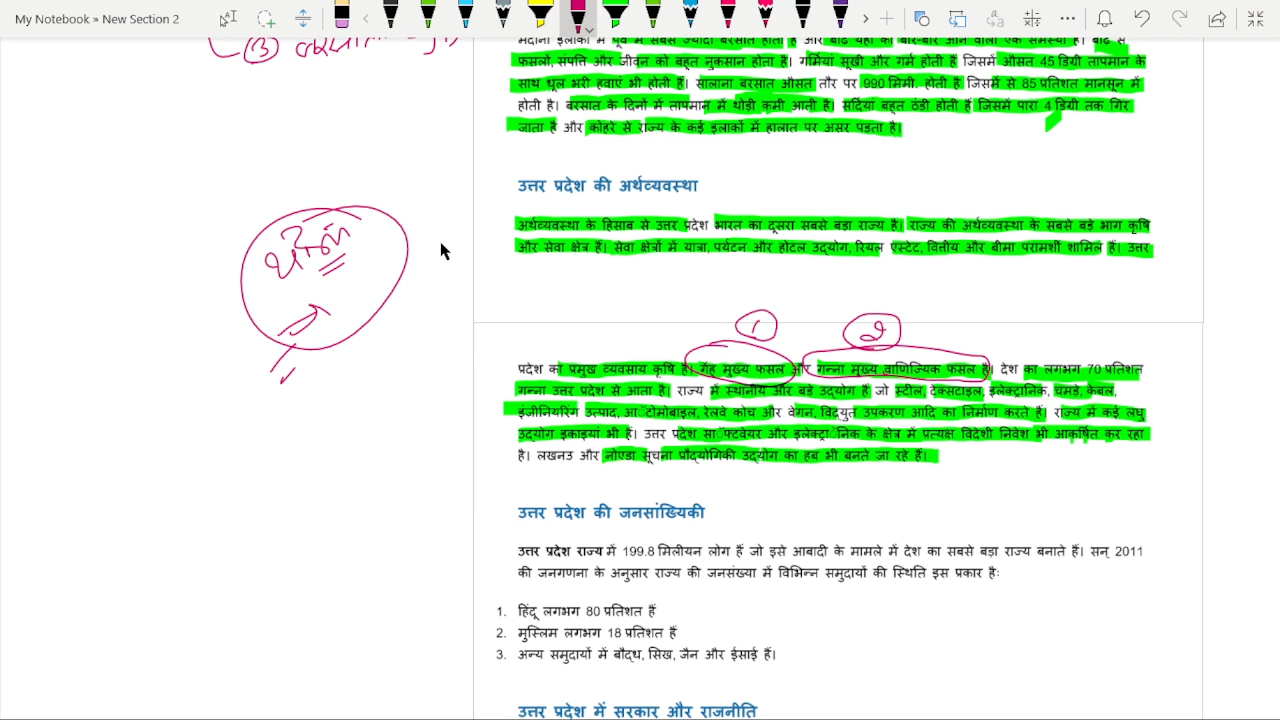 My Notebook » New Section 2
मैदानी इलाकों में पूर्व में सबसे ज्यादा बरसात होती है और बाढ़ यहां की बार-बार आने वाली एक समस्या है। बाढ़ से
फसलों, संपत्ति और जीवन को बहुत नुकसान होता है। गर्मियां सूखी और गर्म होती हैं जिसमें औसत 45 डिग्री तापमान के
साथ धूल भरी हवाएं भी होती हैं। सालाना बरसात औसत तौर पर 990 मिमी. होती है जिसमें से 85 प्रतिशत मानसून में
होती है। बरसात के दिनों में तापमान में थोड़ी कमी आती है। सर्दियां बहुत ठंडी होती हैं जिसमें पारा 4 डिग्री तक गिर
जाता है और कोहरे से राज्य के कई इलाकों में हालात पर असर पड़ता है।
उत्तर प्रदेश की अर्थव्यवस्था
अर्थव्यवस्था के हिसाब से उत्तर प्रदेश भारत का दूसरा सबसे बड़ा राज्य है। राज्य की अर्थव्यवस्था के सबसे बड़े भाग कृषि
और सेवा क्षेत्र हैं। सेवा क्षेत्रों में यात्रा, पर्यटन और होटल उद्योग, रियल एस्टेट, वित्तीय और बीमा परामर्शी शामिल हैं। उत्तर
1 2
प्रदेश का प्रमुख व्यवसाय कृषि है। गेंहू मुख्य फसल और गन्ना मुख्य वाणिज्यिक फसल है। देश का लगभग 70 प्रतिशत
गन्ना उत्तर प्रदेश से आता है। राज्य में स्थानीय और बड़े उद्योग हैं जो स्टील, टेक्सटाइल, इलेक्ट्रानिक, चमड़े, केबल,
इंजीनियरिंग उत्पाद, आॅटोमोबाइल, रेलवे कोच और वेगन, विद्युत उपकरण आदि का निर्माण करते हैं। राज्य में कई लघु
उद्योग इकाइयां भी हैं। उत्तर प्रदेश साॅफ्टवेयर और इलेक्ट्राॅनिक के क्षेत्र में प्रत्यक्ष विदेशी निवेश भी आकर्षित कर रहा
है। लखनउ और नोएडा सूचना प्रौद्योगिकी उद्योग का हब भी बनते जा रहे हैं।
उत्तर प्रदेश की जनसांख्यिकी
उत्तर प्रदेश राज्य में 199.8 मिलीयन लोग हैं जो इसे आबादी के मामले में देश का सबसे बड़ा राज्य बनाते हैं। सन् 2011
की जनगणना के अनुसार राज्य की जनसंख्या में विभिन्न समुदायों की स्थिति इस प्रकार है:
1. हिंदू लगभग 80 प्रतिशत हैं
2. मुस्लिम लगभग 18 प्रतिशत हैं
3. अन्य समुदायों में बौद्ध, सिख, जैन और ईसाई हैं।
उत्तर प्रदेश में सरकार और राजनीति